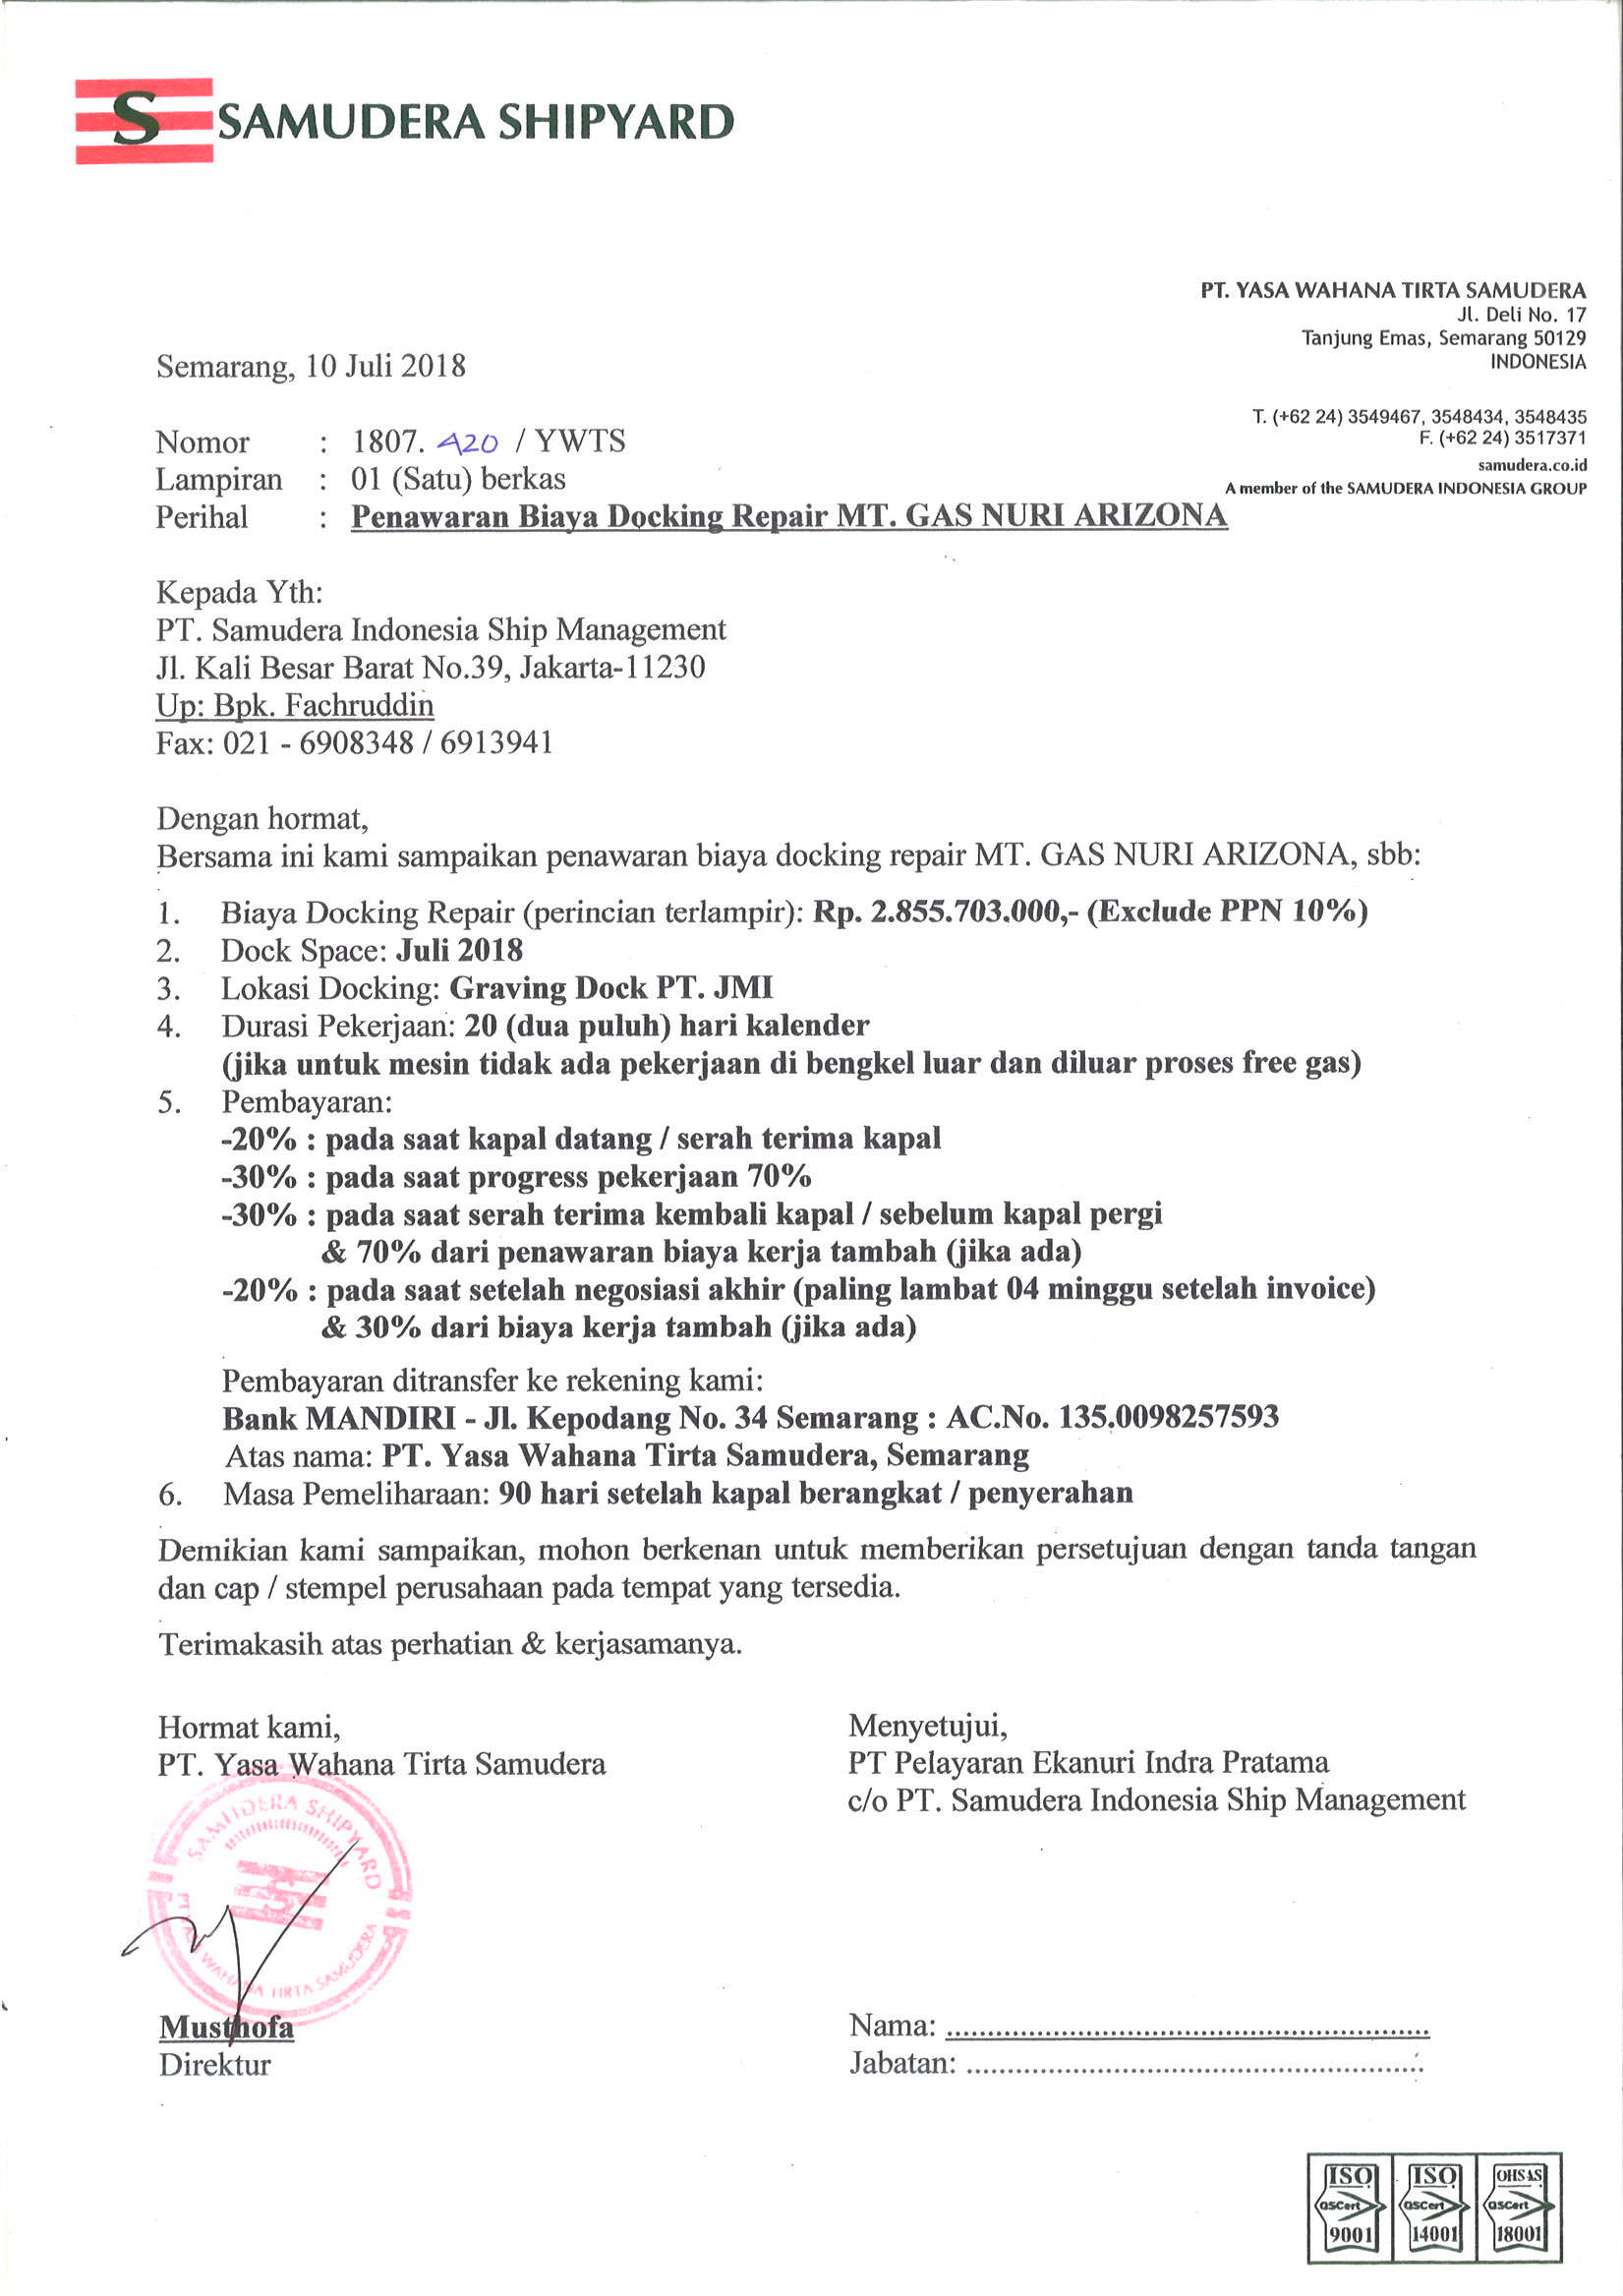 S SAMUDERA SHIPYARD
PT. YASA WAHANA TIRTA SAMUDERA
Jl. Deli No. 17
Tanjung Emas, Semarang 50129
INDONESIA
T. (+62 24) 3549467, 3548434, 3548435
F. (+62 24) 3517371
samudera.co.id
A member of the SAMUDERA INDONESIA GROUP
Semarang, 10 Juli 2018
Nomor : 1807. A20 / YWTS
Lampiran : 01 (Satu) berkas
Perihal : Penawaran Biaya Docking Repair MT. GAS NURI ARIZONA
Kepada Yth:
PT. Samudera Indonesia Ship Management
Jl. Kali Besar Barat No.39, Jakarta-11230
Up: Bpk. Fachruddin
Fax: 021 - 6908348 / 6913941
Dengan hormat,
Bersama ini kami sampaikan penawaran biaya docking repair MT. GAS NURI ARIZONA, sbb:
1. Biaya Docking Repair (perincian terlampir): Rp. 2.855.703.000,- (Exclude PPN 10%)
2. Dock Space: Juli 2018
3. Lokasi Docking: Graving Dock PT. JMI
4. Durasi Pekerjaan: 20 (dua puluh) hari kalender
(jika untuk mesin tidak ada pekerjaan di bengkel luar dan diluar proses free gas)
5. Pembayaran:
-20% : pada saat kapal datang / serah terima kapal
-30% : pada saat progress pekerjaan 70%
-30% : pada saat serah terima kembali kapal / sebelum kapal pergi
& 70% dari penawaran biaya kerja tambah (jika ada)
-20% : pada saat setelah negosiasi akhir (paling lambat 04 minggu setelah invoice)
& 30% dari biaya kerja tambah (jika ada)
Pembayaran ditransfer ke rekening kami:
Bank MANDIRI - Jl. Kepodang No. 34 Semarang : AC.No. 135.0098257593
Atas nama: PT. Yasa Wahana Tirta Samudera, Semarang
6. Masa Pemeliharaan: 90 hari setelah kapal berangkat / penyerahan
Demikian kami sampaikan, mohon berkenan untuk memberikan persetujuan dengan tanda tangan
dan cap / stempel perusahaan pada tempat yang tersedia.
Terimakasih atas perhatian & kerjasamanya.
Hormat kami,
PT. Yasa Wahana Tirta Samudera
Menyetujui,
PT Pelayaran Ekanuri Indra Pratama
c/o PT. Samudera Indonesia Ship Management
SAMUDERA SHIPYARD
PT YASA WAHANA TIRTA SAMUDERA
Musthofa
Direktur
Nama: ..........................................................
Jabatan: .......................................................
ISO QSCert 9001
ISO QSCert 14001
OHSAS QSCert 18001